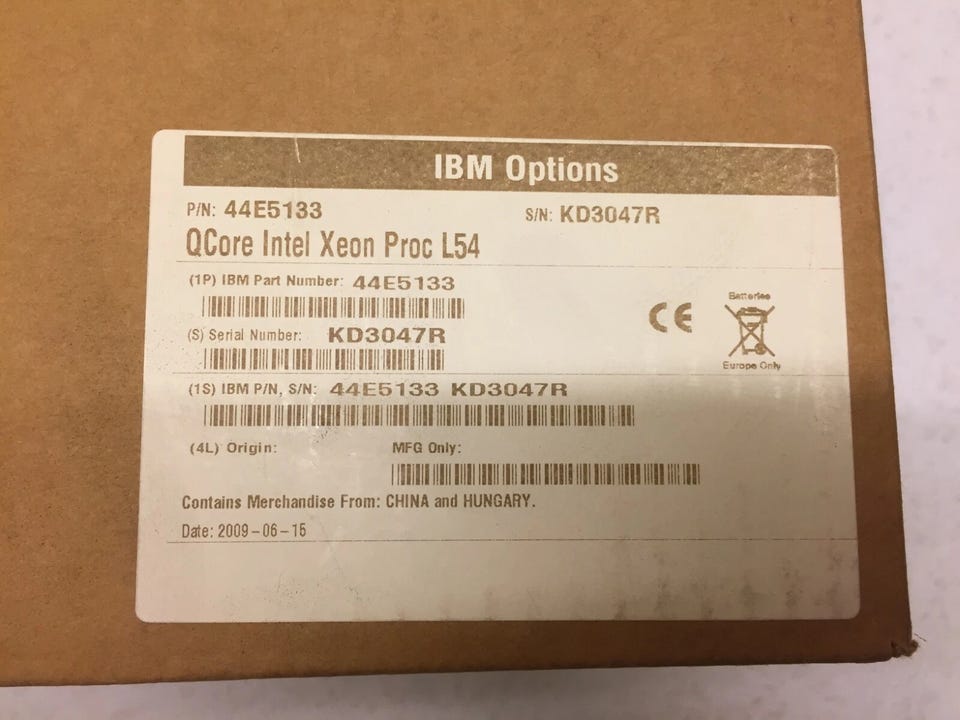 IBM Options
P/N: 44E5133 S/N: KD3047R
QCore Intel Xeon Proc L54
(1P) IBM Part Number: 44E5133
(S) Serial Number: KD3047R
(1S) IBM P/N, S/N: 44E5133 KD3047R
(4L) Origin: MFG Only:
Contains Merchandise From: CHINA and HUNGARY.
Date: 2009-06-15
CE
Batteries
Europe Only